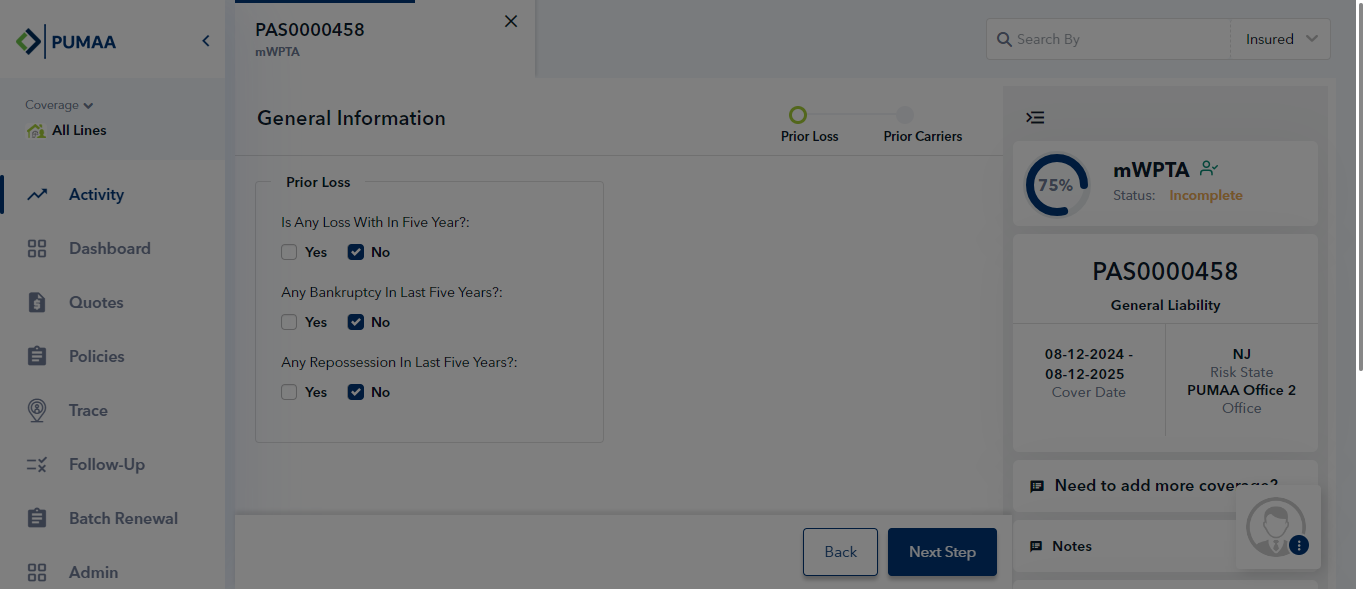 PUMAA
Coverage
All Lines
Activity
Dashboard
Quotes
Policies
Trace
Follow-Up
Batch Renewal
Admin
PAS0000458
mWPTA
Search By
Insured
General Information
Prior Loss
Prior Carriers
Prior Loss
Is Any Loss With In Five Year?:
Yes No
Any Bankruptcy In Last Five Years?:
Yes No
Any Repossession In Last Five Years?:
Yes No
Back
Next Step
75%
mWPTA
Status: Incomplete
PAS0000458
General Liability
08-12-2024 -
08-12-2025
Cover Date
NJ
Risk State
PUMAA Office 2
Office
Need to add more coverage?
Notes